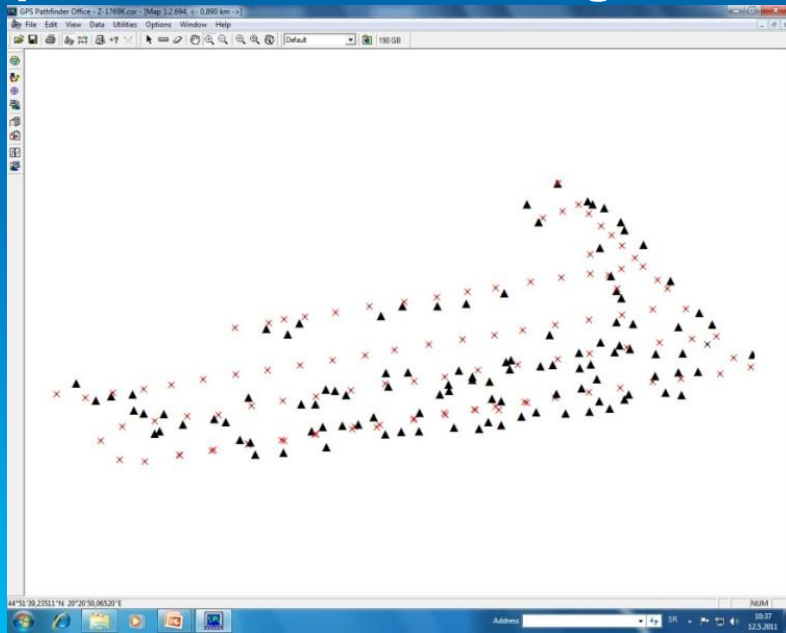 GPS Pathfinder Office - Z-1769K.cor - [Map 1:2.694, <- 0,890 km ->]
File Edit View Data Utilities Options Window Help
Default 190 GB
44°51'39,23511"N 20°20'50,06520"E NUM
Address SR 10:37
12.5.2011